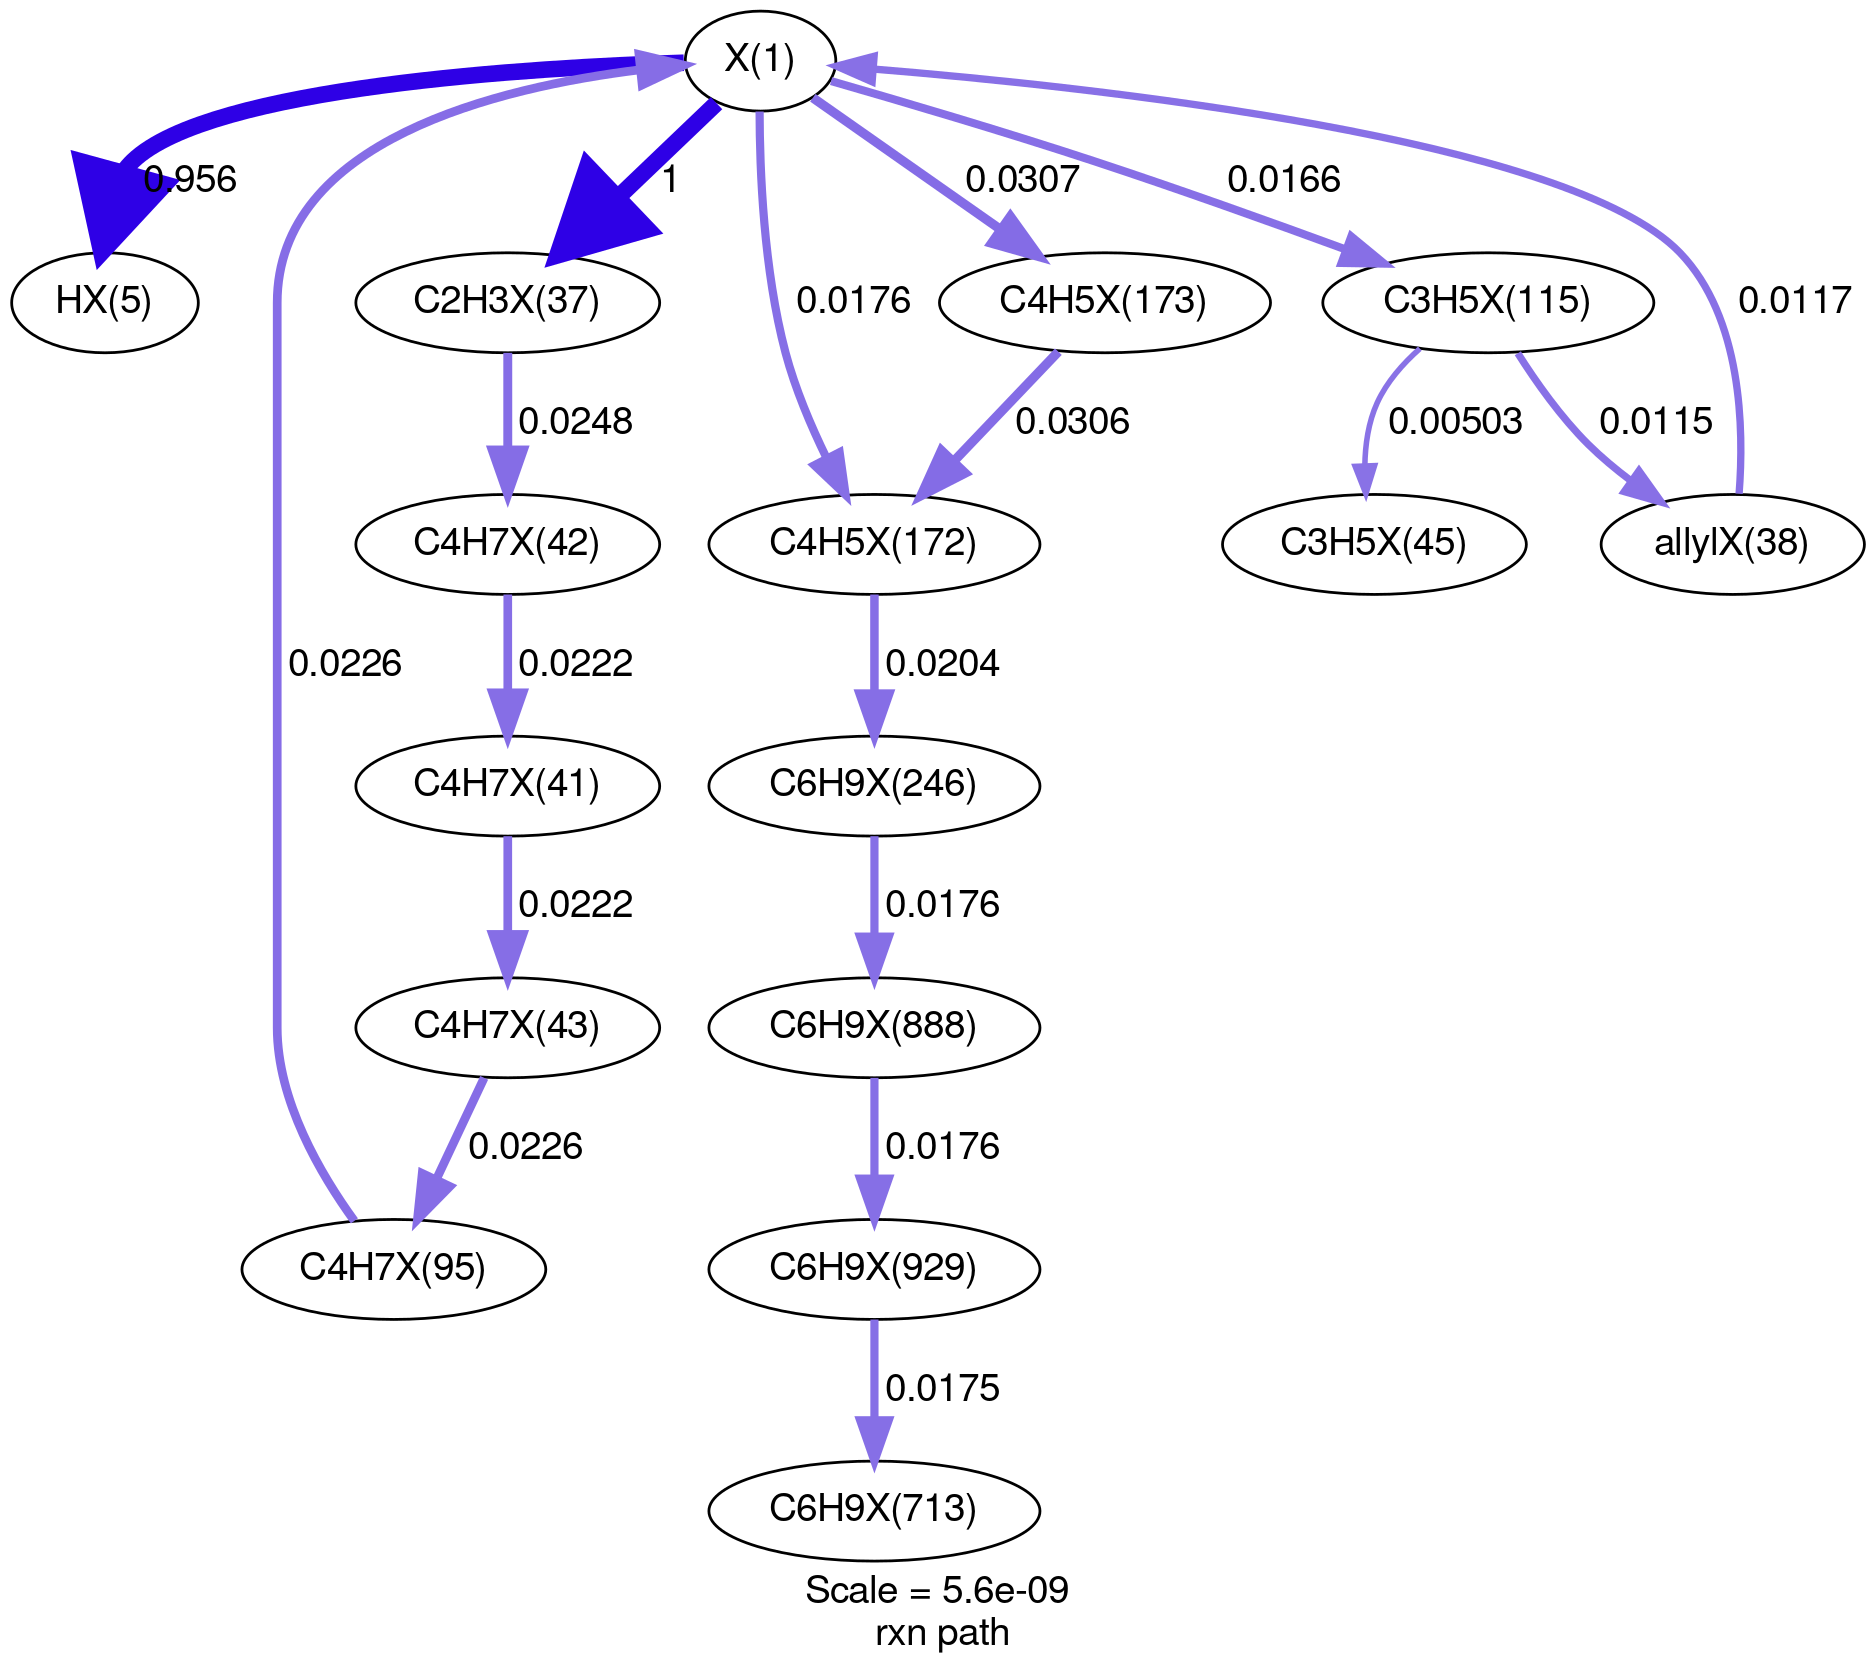 X(1)
0.956
1
0.0307
0.0166
HX(5)
C2H3X(37)
0.0176
C4H5X(173)
C3H5X(115)
0.0117
0.0248
0.0306
0.00503
0.0115
C4H7X(42)
C4H5X(172)
C3H5X(45)
allylX(38)
0.0226
0.0222
0.0204
C4H7X(41)
C6H9X(246)
0.0222
0.0176
C4H7X(43)
C6H9X(888)
0.0226
0.0176
C4H7X(95)
C6H9X(929)
0.0175
C6H9X(713)
Scale = 5.6e-09
rxn path